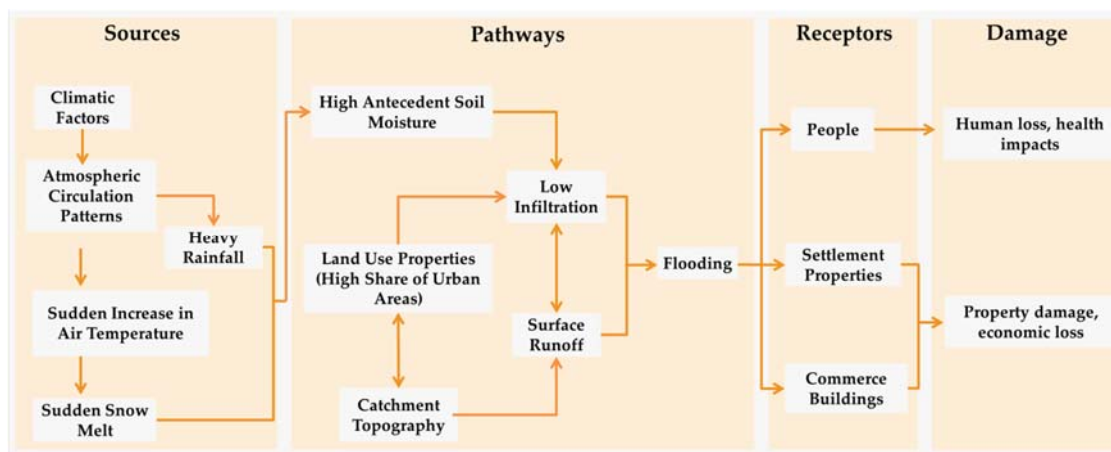 Sources
Climatic
Factors
Atmospheric
Circulation
Patterns
Heavy
Rainfall
Sudden Increase in
Air Temperature
Sudden Snow
Melt
Pathways
High Antecedent Soil
Moisture
Low
Infiltration
Land Use Properties
(High Share of Urban
Areas)
Surface
Runoff
Catchment
Topography
Flooding
Receptors
People
Settlement
Properties
Commerce
Buildings
Damage
Human loss, health
impacts
Property damage,
economic loss